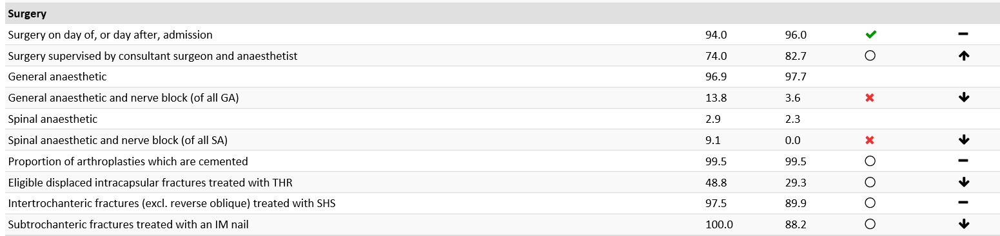 Surgery
Surgery on day of, or day after, admission 94.0 96.0
Surgery supervised by consultant surgeon and anaesthetist 74.0 82.7
General anaesthetic 96.9 97.7
General anaesthetic and nerve block (of all GA) 13.8 3.6
Spinal anaesthetic 2.9 2.3
Spinal anaesthetic and nerve block (of all SA) 9.1 0.0
Proportion of arthroplasties which are cemented 99.5 99.5
Eligible displaced intracapsular fractures treated with THR 48.8 29.3
Intertrochanteric fractures (excl. reverse oblique) treated with SHS 97.5 89.9
Subtrochanteric fractures treated with an IM nail 100.0 88.2